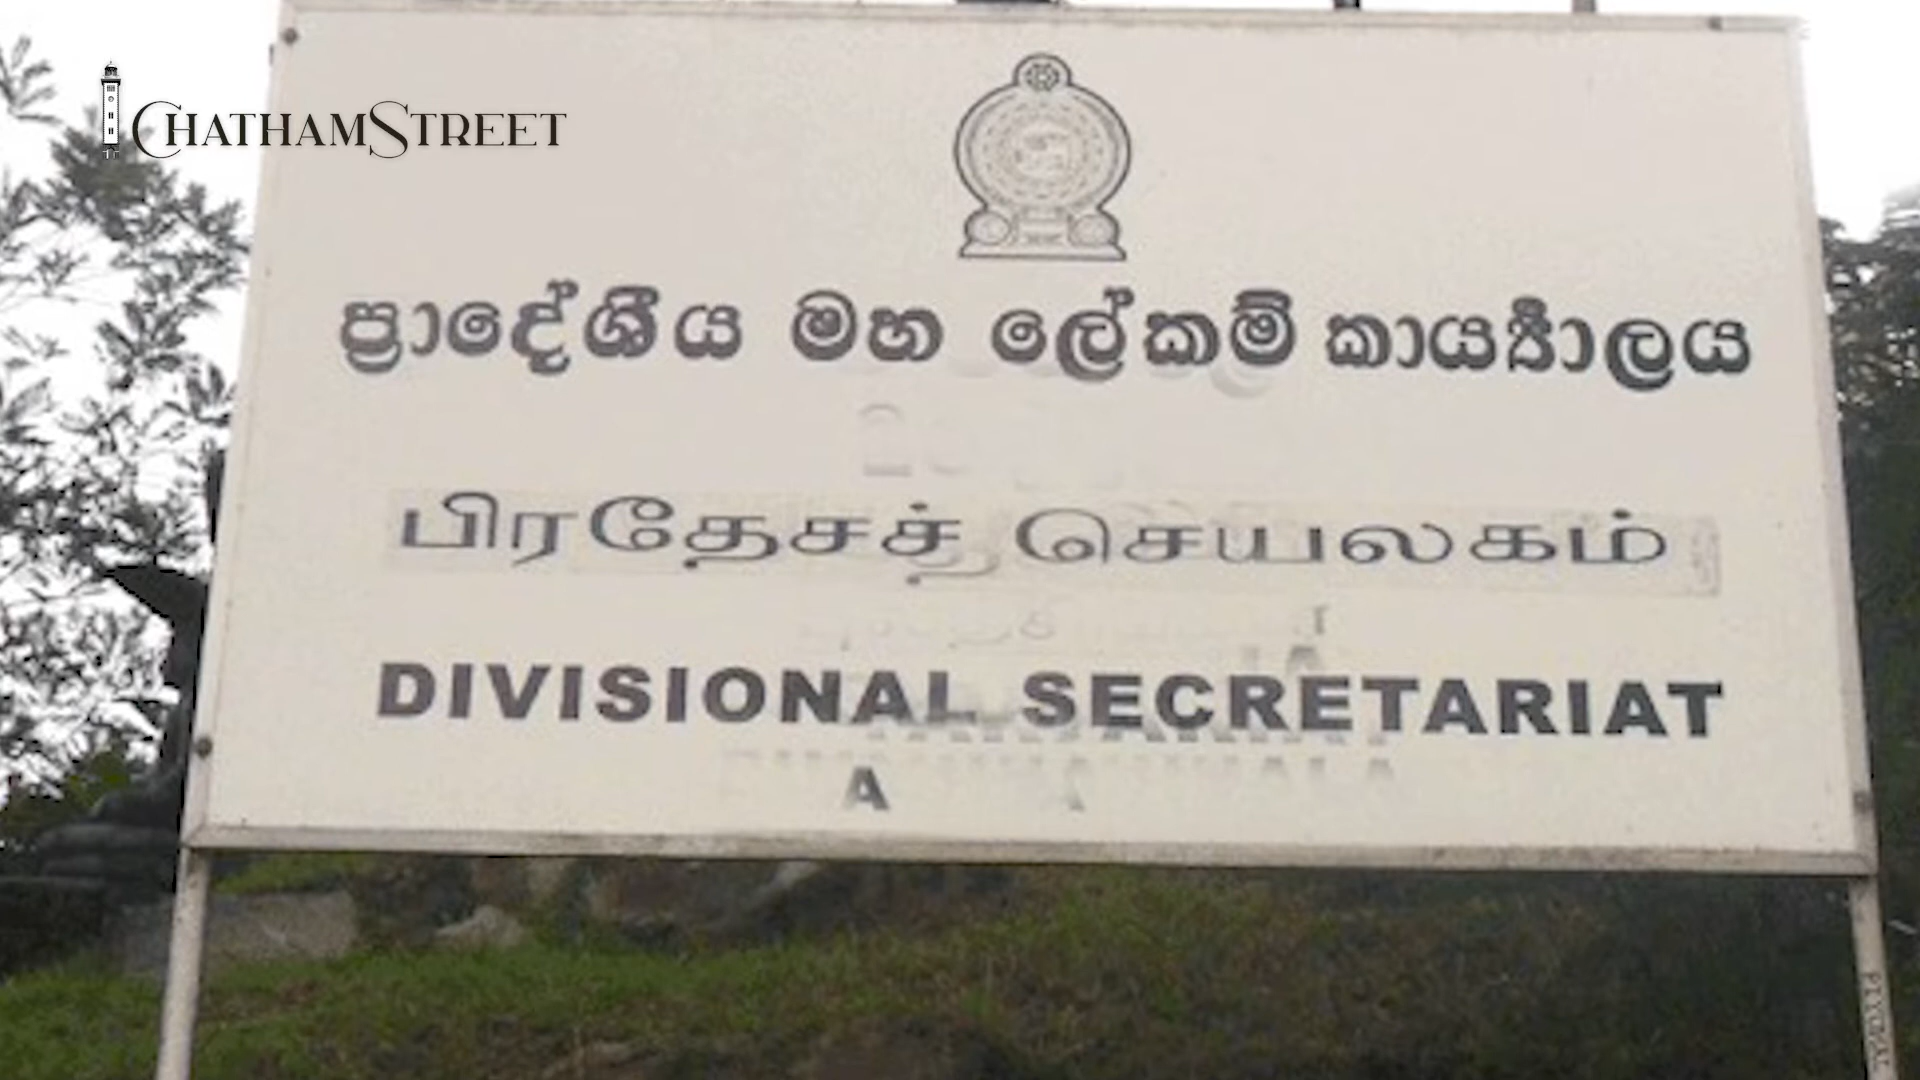 CHATHAMSTREET
ප්‍රාදේශීය මහ ලේකම් කාර්‍ය්‍යාලය
பிரதேசச் செயலகம்
DIVISIONAL SECRETARIAT